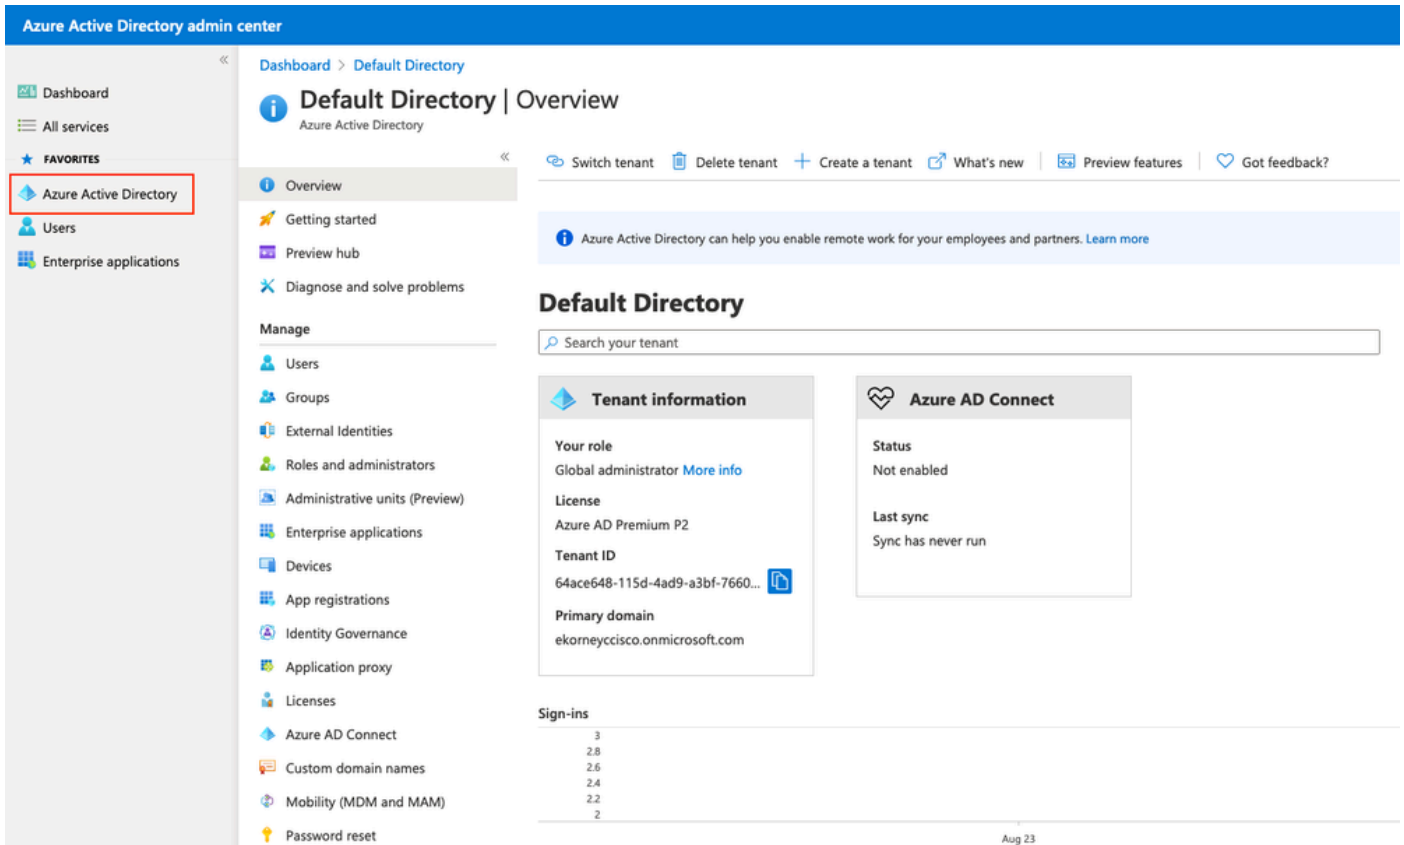 Azure Active Directory admin center
«
Dashboard
All services
FAVORITES
Azure Active Directory
Users
Enterprise applications
Dashboard > Default Directory
Default Directory | Overview
Azure Active Directory
«
Overview
Getting started
Preview hub
Diagnose and solve problems
Manage
Users
Groups
External Identities
Roles and administrators
Administrative units (Preview)
Enterprise applications
Devices
App registrations
Identity Governance
Application proxy
Licenses
Azure AD Connect
Custom domain names
Mobility (MDM and MAM)
Password reset
Switch tenant Delete tenant Create a tenant What's new Preview features Got feedback?
Azure Active Directory can help you enable remote work for your employees and partners. Learn more
Default Directory
Search your tenant
Tenant information
Your role
Global administrator More info
License
Azure AD Premium P2
Tenant ID
64ace648-115d-4ad9-a3bf-7660...
Primary domain
ekorneyccisco.onmicrosoft.com
Azure AD Connect
Status
Not enabled
Last sync
Sync has never run
Sign-ins
3
2.8
2.6
2.4
2.2
2
Aug 23